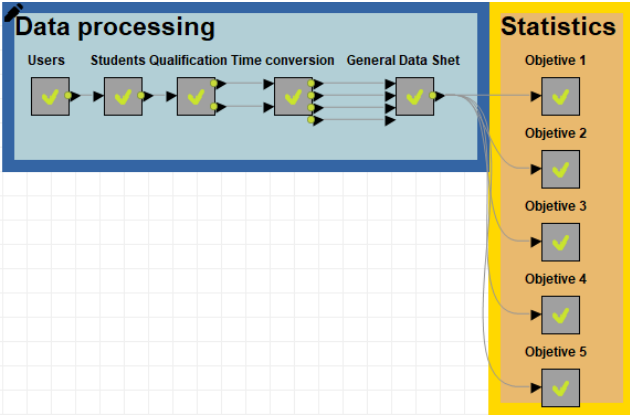 Data processing
Users
Students
Qualification
Time conversion
General Data Shet
Statistics
Objetive 1
Objetive 2
Objetive 3
Objetive 4
Objetive 5